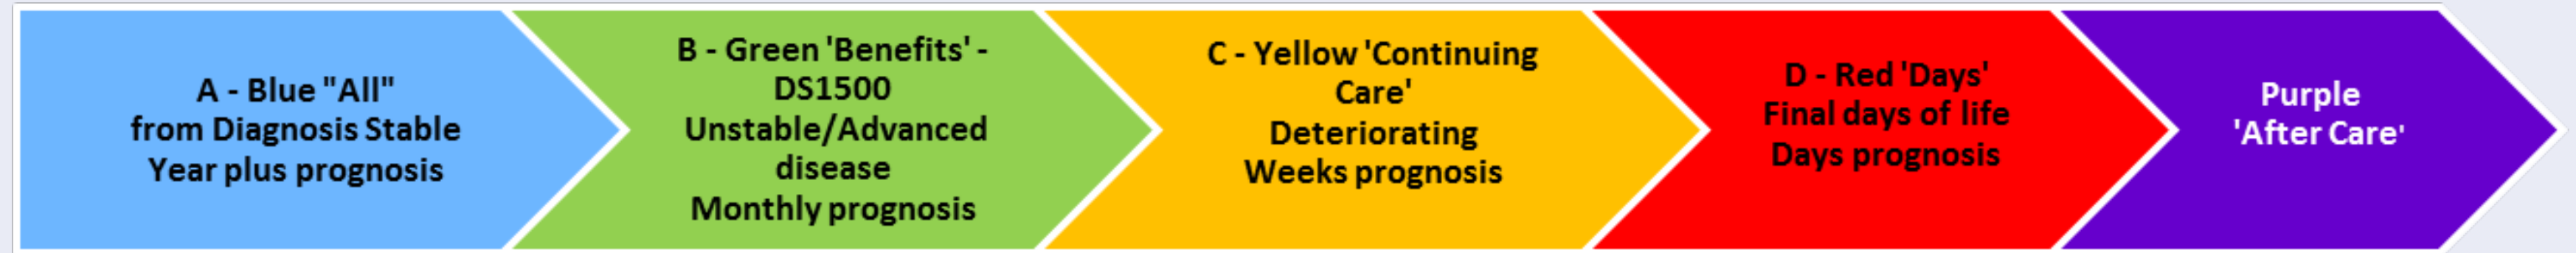 A - Blue "All"
from Diagnosis Stable
Year plus prognosis
B - Green 'Benefits' -
DS1500
Unstable/Advanced
disease
Monthly prognosis
C - Yellow 'Continuing
Care'
Deteriorating
Weeks prognosis
D - Red 'Days'
Final days of life
Days prognosis
Purple
'After Care'